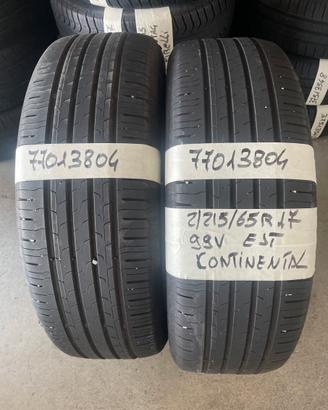 77013804
77013804
2/215/65R17
99V EST
CONTINENTAL